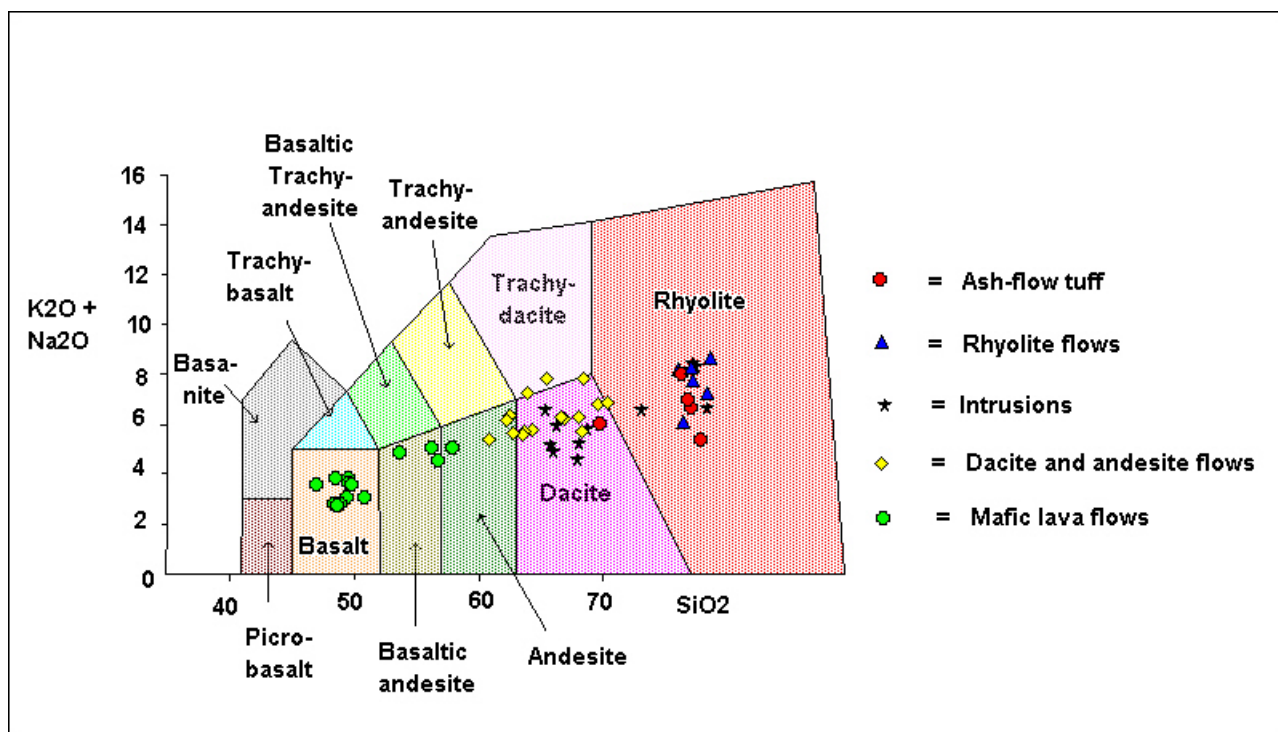 Basaltic
Trachy-
andesite
Trachy-
andesite
Trachy-
basalt
Basa-
nite
K2O +
Na2O
16
14
12
10
8
6
4
2
0
Trachy-
dacite
Rhyolite
Dacite
Basalt
40
50
60
70
SiO2
Picro-
basalt
Basaltic
andesite
Andesite
= Ash-flow tuff
= Rhyolite flows
= Intrusions
= Dacite and andesite flows
= Mafic lava flows